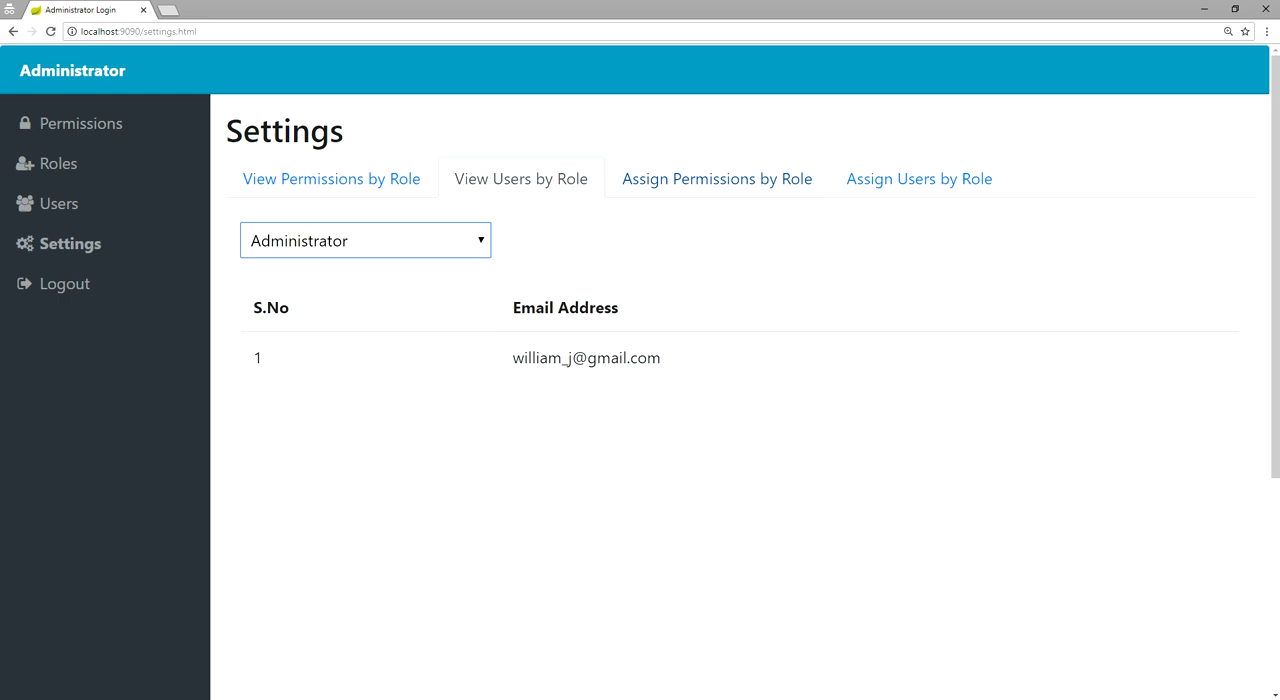 Administrator Login
localhost:9090/settings.html
Administrator
Permissions
Roles
Users
Settings
Logout
Settings
View Permissions by Role
View Users by Role
Assign Permissions by Role
Assign Users by Role
Administrator
S.No
Email Address
1
william_j@gmail.com